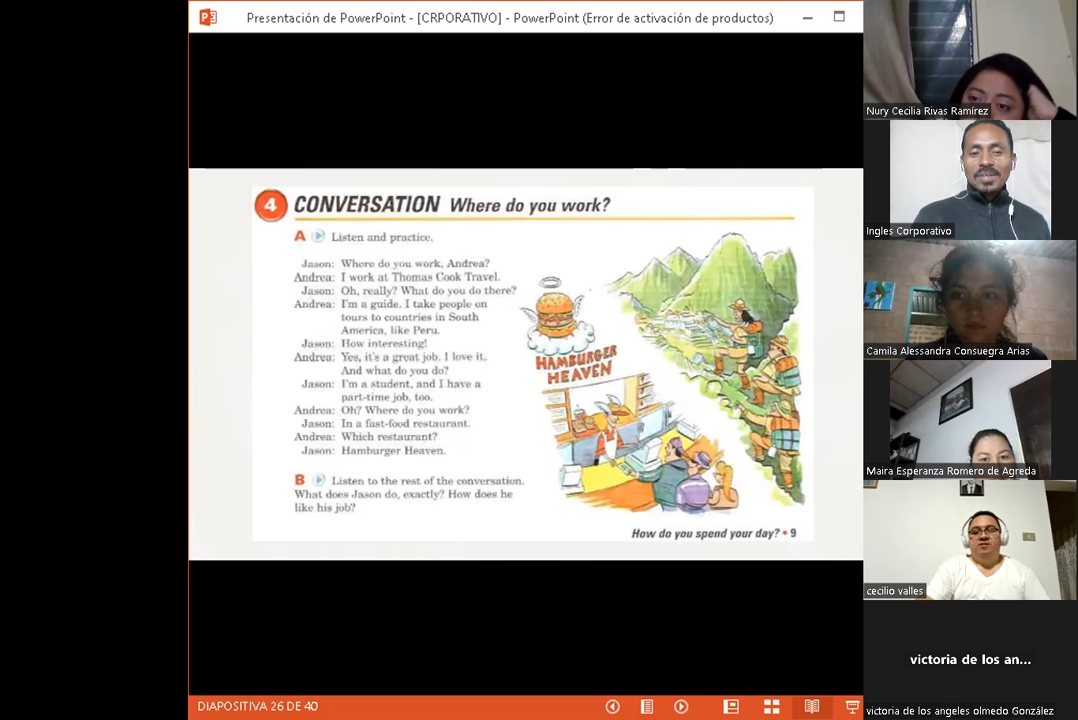 Presentación de PowerPoint - [CRPORATIVO] - PowerPoint (Error de activación de productos)
4 CONVERSATION Where do you work?
A Listen and practice.
Jason: Where do you work, Andrea?
Andrea: I work at Thomas Cook Travel.
Jason: Oh, really? What do you do there?
Andrea: I'm a guide. I take people on
tours to countries in South
America, like Peru.
Jason: How interesting!
Andrea: Yes, it's a great job. I love it.
And what do you do?
Jason: I'm a student, and I have a
part-time job, too.
Andrea: Oh? Where do you work?
Jason: In a fast-food restaurant.
Andrea: Which restaurant?
Jason: Hamburger Heaven.
B Listen to the rest of the conversation.
What does Jason do, exactly? How does he
like his job?
HAMBURGER
HEAVEN
How do you spend your day? • 9
DIAPOSITIVA 26 DE 40
Nury Cecilia Rivas Ramírez
Ingles Corporativo
Camila Alessandra Consuegra Arias
Maira Esperanza Romero de Agreda
cecilio valles
victoria de los an...
victoria de los angeles olmedo González